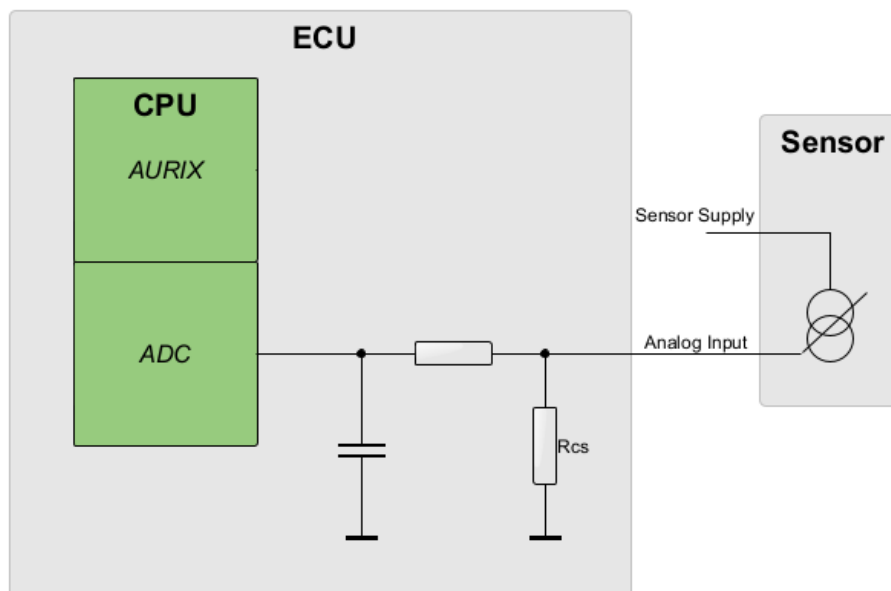 ECU
CPU
AURIX
Sensor
Sensor Supply
ADC
Analog Input
Rcs